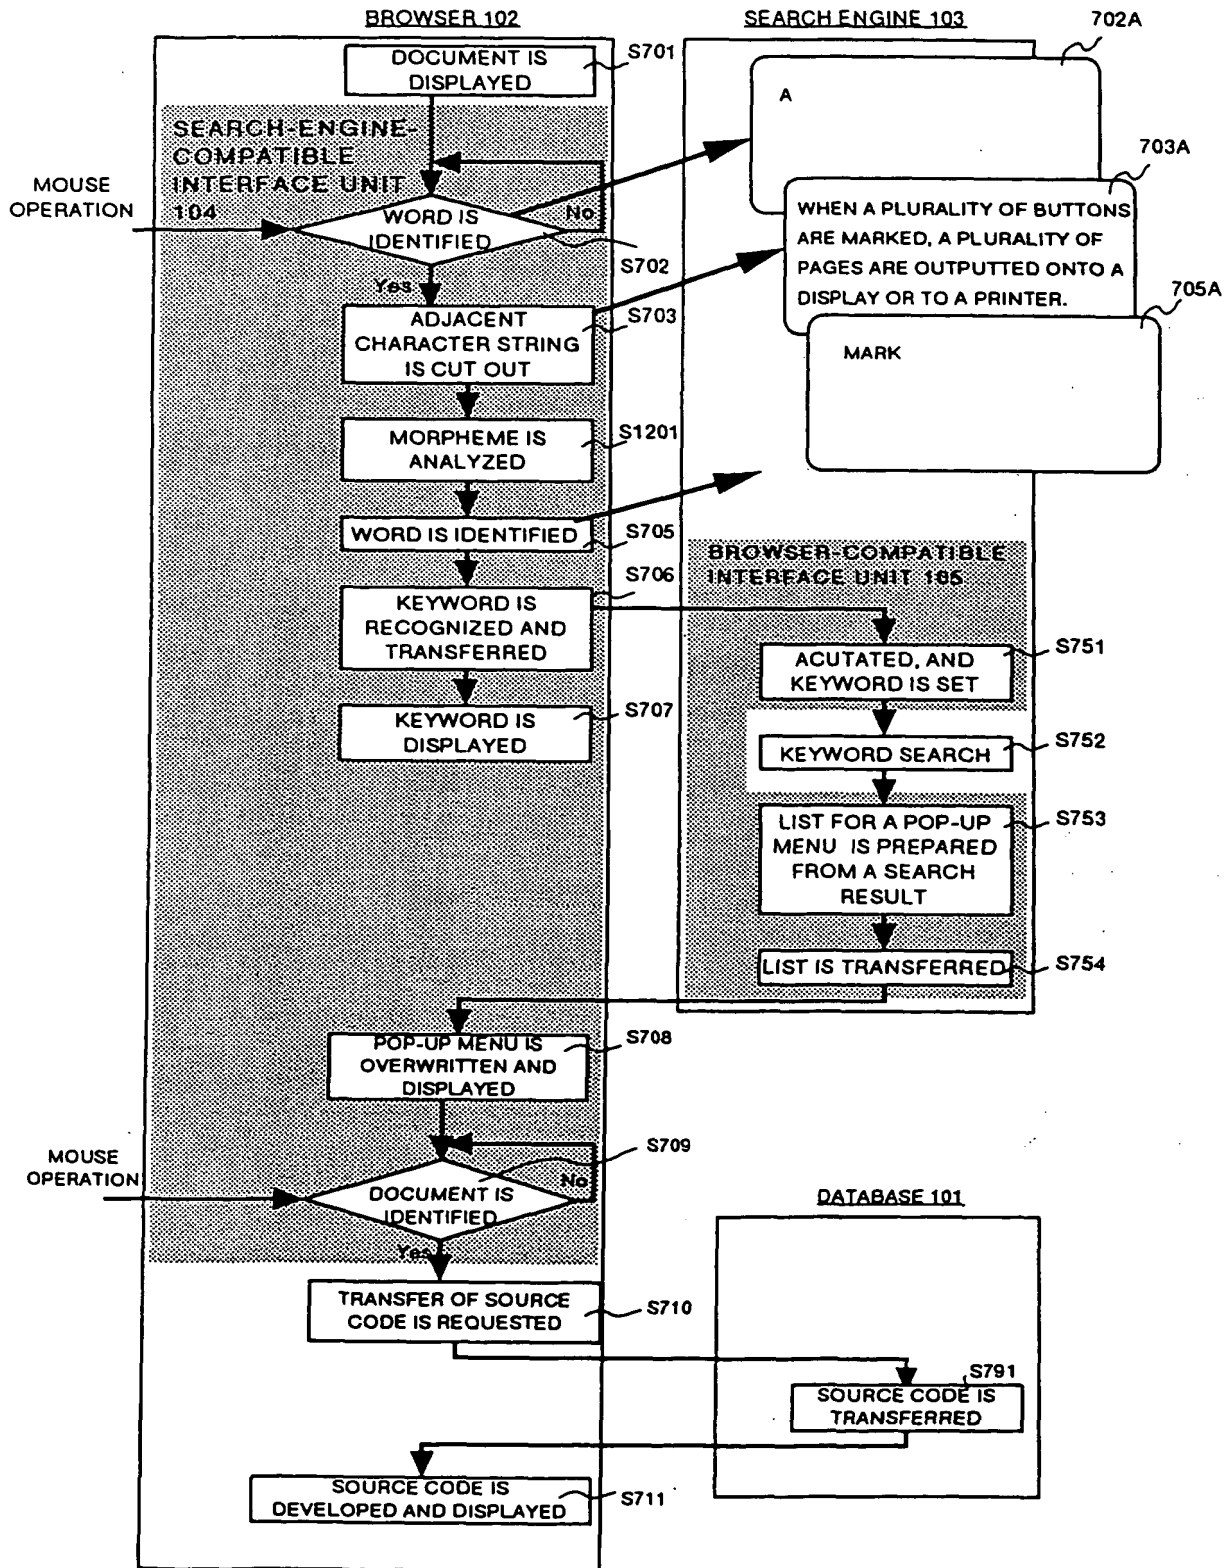 BROWSER 102
SEARCH ENGINE 103
702A
DOCUMENT IS
DISPLAYED
S701
A
SEARCH-ENGINE-
COMPATIBLE
INTERFACE UNIT
104
703A
MOUSE
OPERATION
WORD IS
IDENTIFIED
No
S702
Yes
WHEN A PLURALITY OF BUTTONS
ARE MARKED, A PLURALITY OF
PAGES ARE OUTPUTTED ONTO A
DISPLAY OR TO A PRINTER.
705A
ADJACENT
CHARACTER STRING
IS CUT OUT
S703
MARK
MORPHEME IS
ANALYZED
S1201
WORD IS IDENTIFIED
S705
BROWSER-COMPATIBLE
INTERFACE UNIT 105
S706
KEYWORD IS
RECOGNIZED AND
TRANSFERRED
ACUTATED, AND
KEYWORD IS SET
S751
KEYWORD IS
DISPLAYED
S707
KEYWORD SEARCH
S752
LIST FOR A POP-UP
MENU IS PREPARED
FROM A SEARCH
RESULT
S753
LIST IS TRANSFERRED
S754
POP-UP MENU IS
OVERWRITTEN AND
DISPLAYED
S708
S709
MOUSE
OPERATION
DOCUMENT IS
IDENTIFIED
No
Yes
DATABASE 101
TRANSFER OF SOURCE
CODE IS REQUESTED
S710
S791
SOURCE CODE IS
TRANSFERRED
SOURCE CODE IS
DEVELOPED AND DISPLAYED
S711